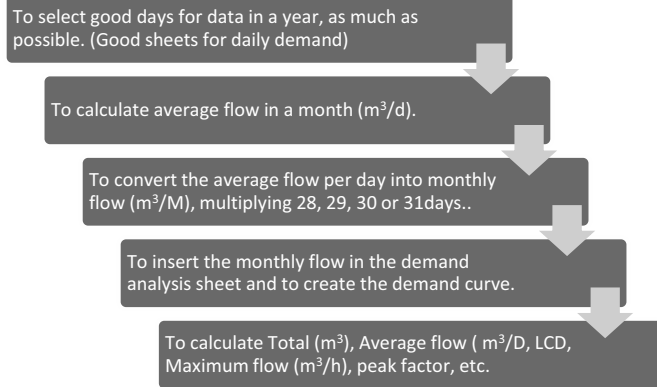 To select good days for data in a year, as much as
possible. (Good sheets for daily demand)
To calculate average flow in a month (m³/d).
To convert the average flow per day into monthly
flow (m³/M), multiplying 28, 29, 30 or 31days..
To insert the monthly flow in the demand
analysis sheet and to create the demand curve.
To calculate Total (m³), Average flow ( m³/D, LCD,
Maximum flow (m³/h), peak factor, etc.